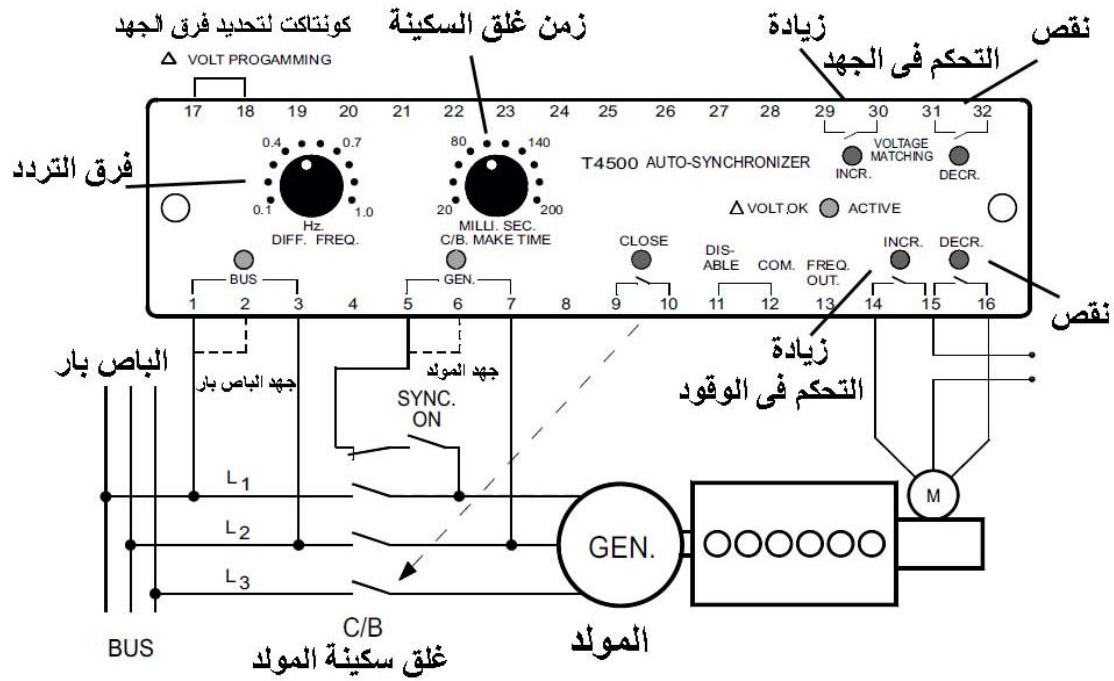 كونتاكت لتحديد فرق الجهد
زمن غلق السكينة
زيادة
نقص
التحكم فى الجهد
Δ VOLT PROGAMMING
17 18 19 20 21 22 23 24 25 26 27 28 29 30 31 32
فرق التردد
0.4 0.7
0.1 1.0
Hz.
DIFF. FREQ.
80 140
20 200
MILLI. SEC.
C/B. MAKE TIME
T4500 AUTO-SYNCHRONIZER
VOLTAGE
MATCHING
INCR.
DECR.
Δ VOLT,OK
ACTIVE
BUS
GEN.
CLOSE
DIS-
ABLE
COM.
FREQ.
OUT.
INCR.
DECR.
1 2 3 4 5 6 7 8 9 10 11 12 13 14 15 16
نقص
زيادة
التحكم فى الوقود
الباص بار
جهد الباص بار
جهد المولد
SYNC.
ON
L1
L2
L3
GEN.
M
BUS
C/B
غلق سكينة المولد
المولد